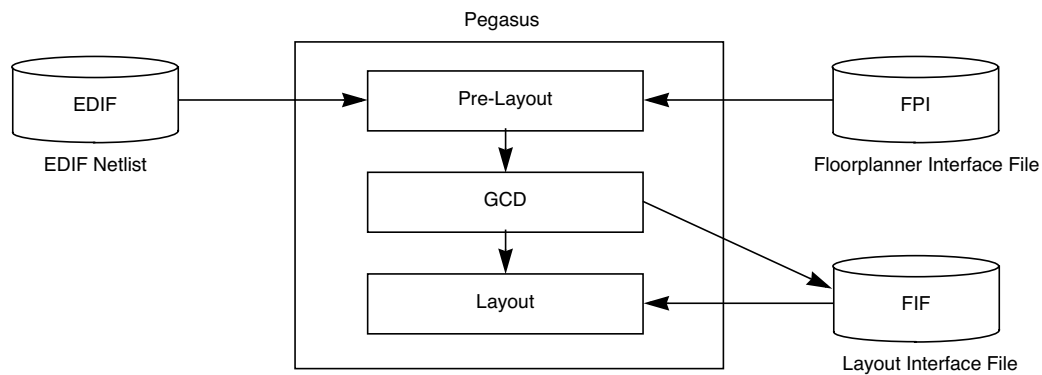 Pegasus
EDIF
Pre-Layout
FPI
EDIF Netlist
Floorplanner Interface File
GCD
Layout
FIF
Layout Interface File